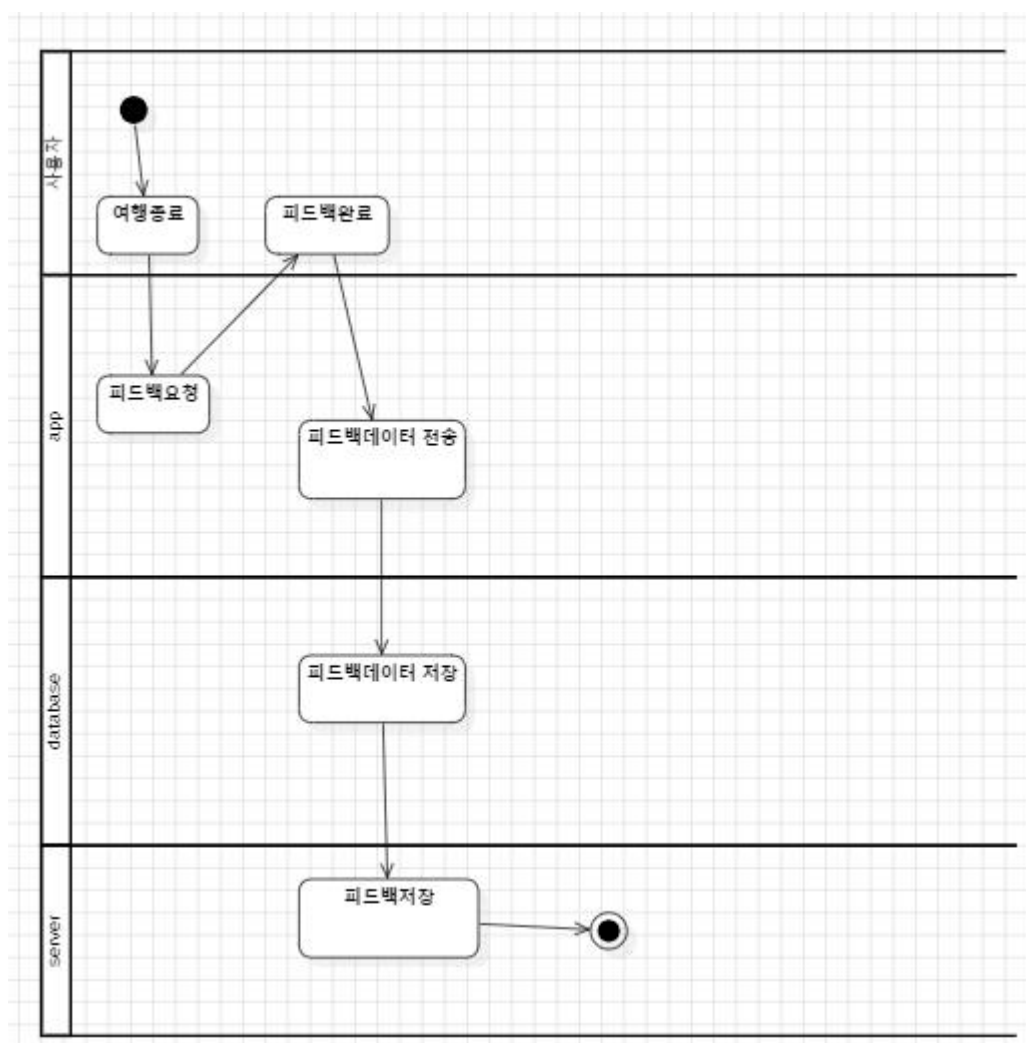 사용자
여행종료
피드백완료
app
피드백요청
피드백데이터 전송
database
피드백데이터 저장
server
피드백저장